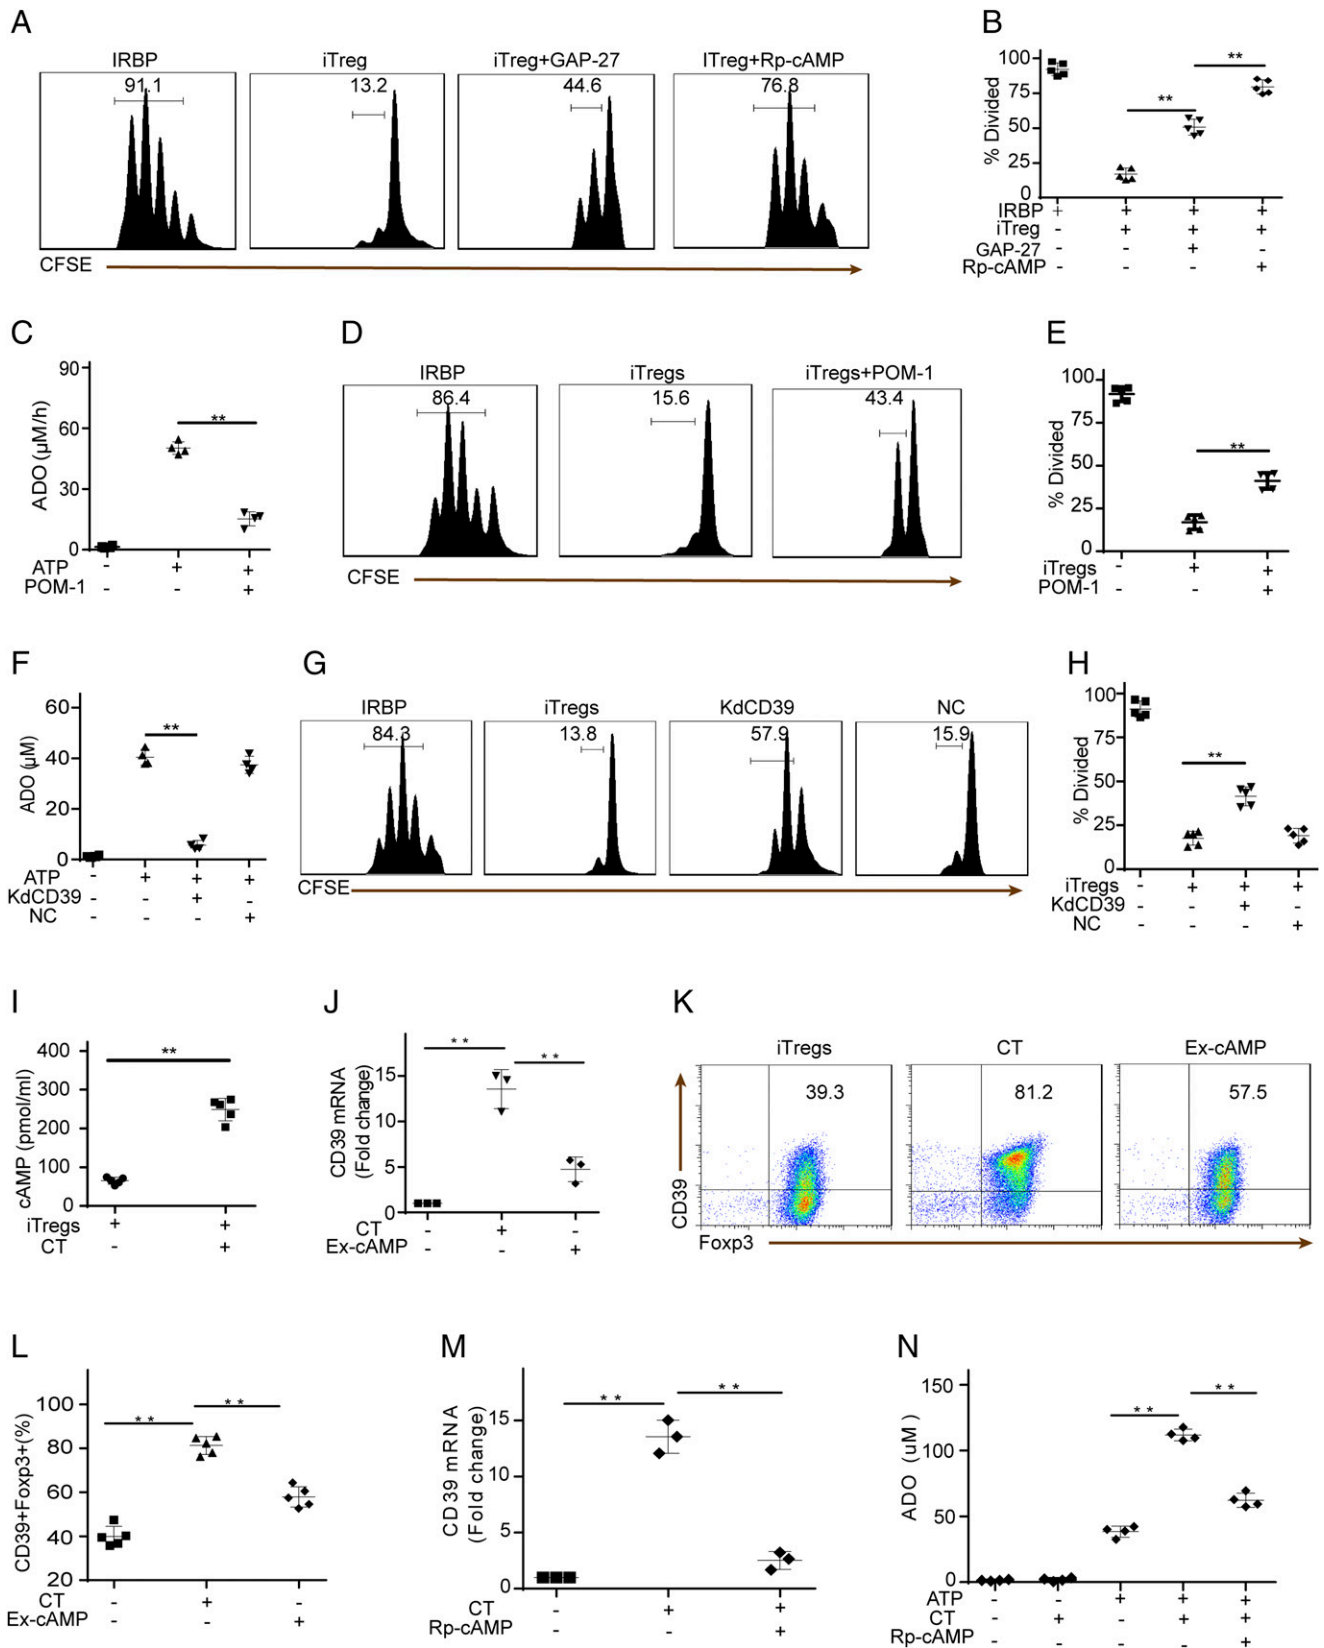 A
IRBP
iTreg
iTreg+GAP-27
ITreg+Rp-cAMP
91.1
13.2
44.6
76.8
CFSE
B
% Divided
100
75
50
25
0
**
**
IRBP + + + +
iTreg - + + +
GAP-27 - - + -
Rp-cAMP - - - +
C
ADO (µM/h)
90
60
30
0
**
ATP - + +
POM-1 - - +
D
IRBP
iTregs
iTregs+POM-1
86.4
15.6
43.4
CFSE
E
% Divided
100
75
50
25
0
**
iTregs - + +
POM-1 - - +
F
ADO (µM)
60
40
20
0
**
ATP - + + +
KdCD39 - - + -
NC - - - +
G
IRBP
iTregs
KdCD39
NC
84.3
13.8
57.9
15.9
CFSE
H
% Divided
100
75
50
25
0
**
iTregs - + + +
KdCD39 - - + -
NC - - - +
I
cAMP (pmol/ml)
400
300
200
100
0
**
iTregs + +
CT - +
J
CD39 mRNA
(Fold change)
15
10
5
0
* *
* *
CT - + -
Ex-cAMP - - +
K
iTregs
CT
Ex-cAMP
39.3
81.2
57.5
CD39
Foxp3
L
CD39+Foxp3+(%)
100
80
60
40
20
* *
* *
CT - + -
Ex-cAMP - - +
M
CD39 mRNA
(Fold change)
15
10
5
0
* *
* *
CT - + +
Rp-cAMP - - +
N
ADO (uM )
150
100
50
0
* *
* *
ATP - - + + +
CT - + - + +
Rp-cAMP - - - - +